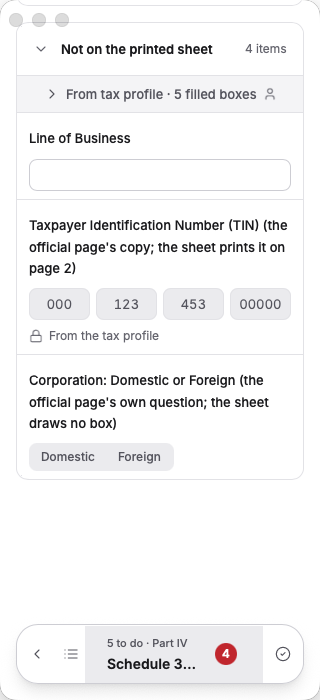 Not on the printed sheet 4 items
From tax profile · 5 filled boxes
Line of Business
Taxpayer Identification Number (TIN) (the
official page's copy; the sheet prints it on
page 2)
000 123 453 00000
From the tax profile
Corporation: Domestic or Foreign (the
official page's own question; the sheet
draws no box)
Domestic Foreign
5 to do · Part IV
Schedule 3... 4